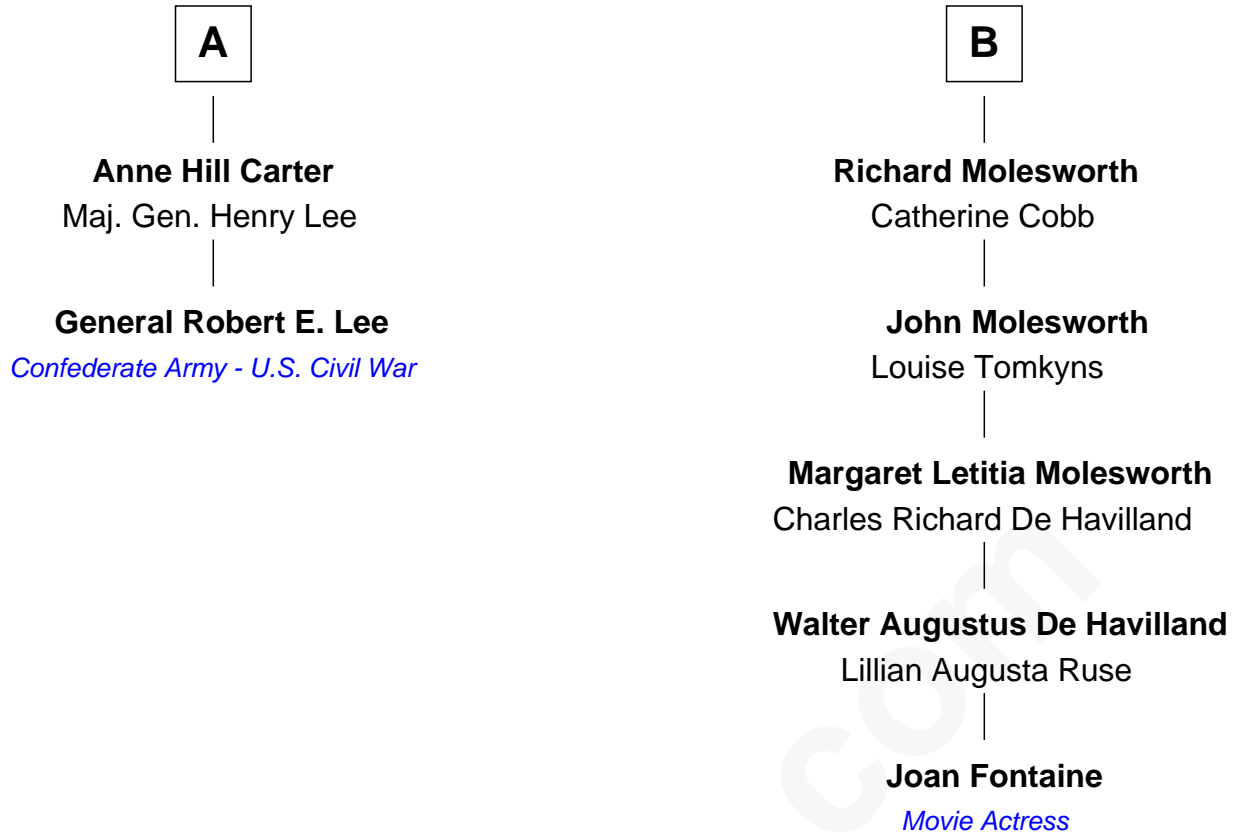 A
Anne Hill Carter
Maj. Gen. Henry Lee
General Robert E. Lee
Confederate Army - U.S. Civil War
B
Richard Molesworth
Catherine Cobb
John Molesworth
Louise Tomkyns
Margaret Letitia Molesworth
Charles Richard De Havilland
Walter Augustus De Havilland
Lillian Augusta Ruse
Joan Fontaine
Movie Actress
com